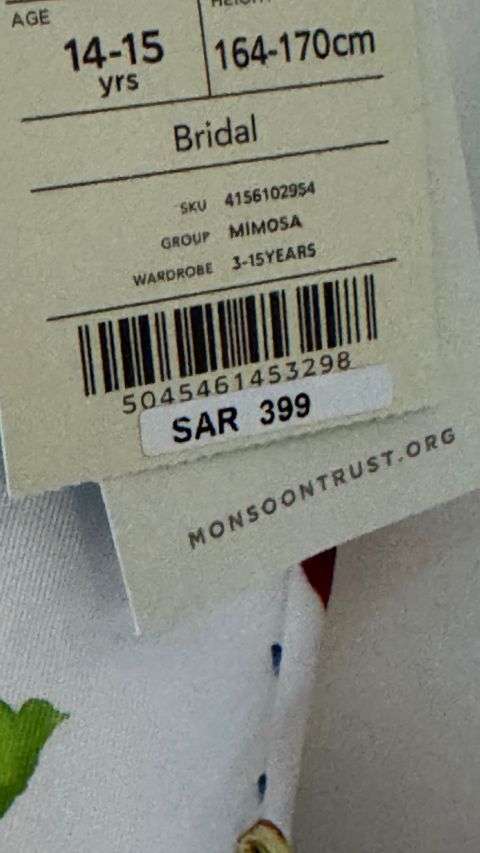 AGE
HEIGHT
14-15
yrs
164-170cm
Bridal
SKU 4156102954
GROUP MIMOSA
WARDROBE 3-15YEARS
5045461453298
SAR 399
MONSOONTRUST.ORG